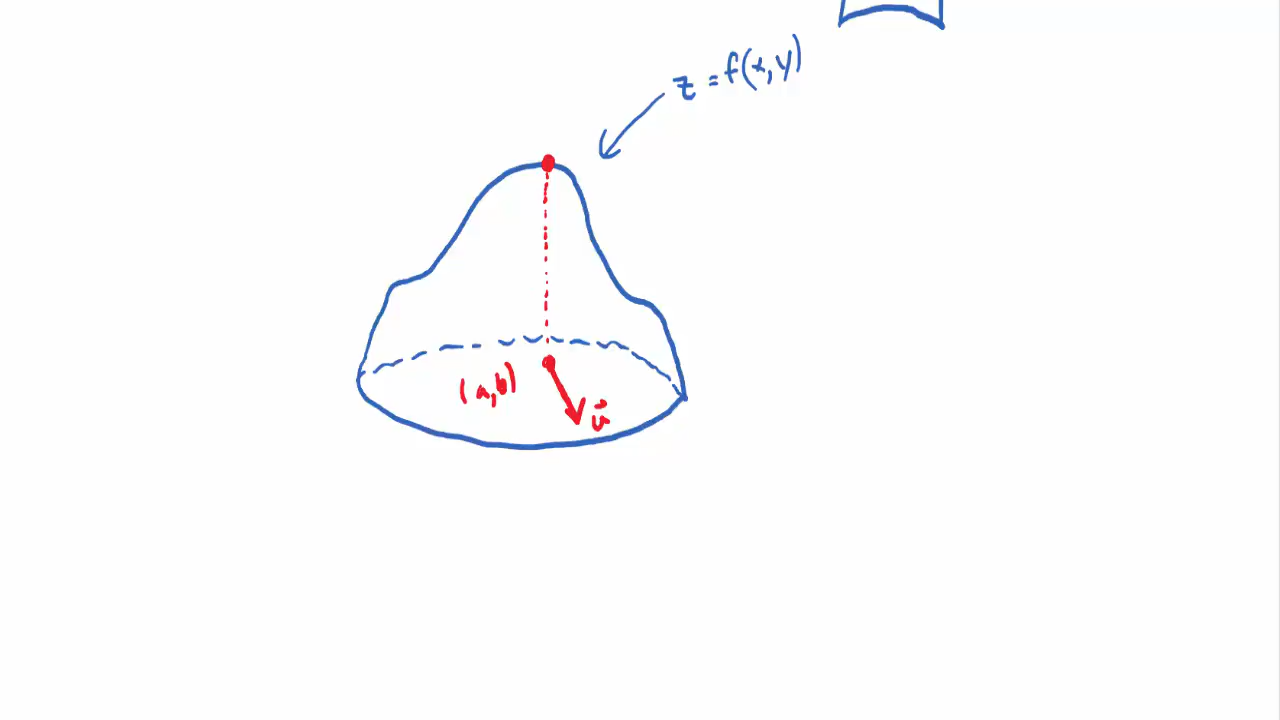 z = f(x,y)
(a,b)
u⃗